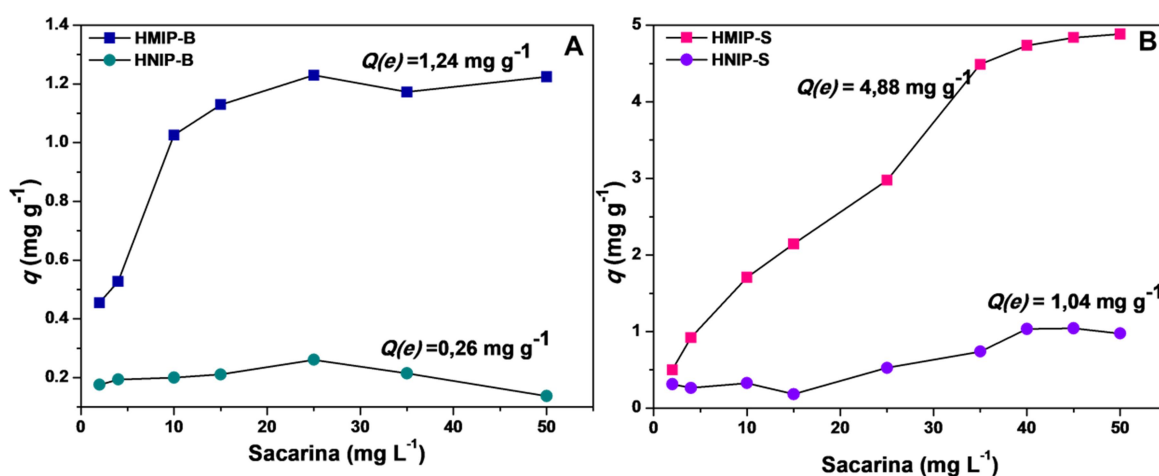 A
HMIP-B
HNIP-B
Q(e) =1,24 mg g-1
Q(e) =0,26 mg g-1
1.4
1.2
1.0
0.8
0.6
0.4
0.2
q (mg g-1)
0
10
20
30
40
50
Sacarina (mg L-1)
B
HMIP-S
HNIP-S
Q(e) = 4,88 mg g-1
Q(e) = 1,04 mg g-1
5
4
3
2
1
0
q (mg g-1)
0
10
20
30
40
50
Sacarina (mg L-1)